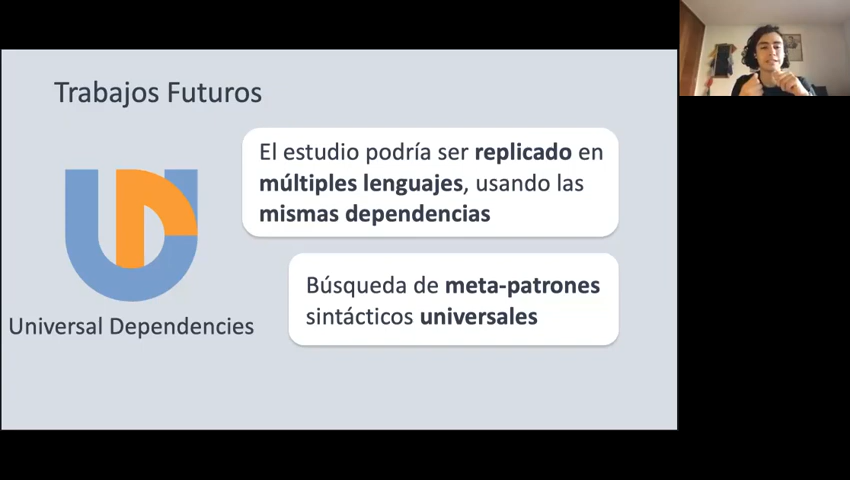 Trabajos Futuros
El estudio podría ser replicado en
múltiples lenguajes, usando las
mismas dependencias
Búsqueda de meta-patrones
sintácticos universales
Universal Dependencies